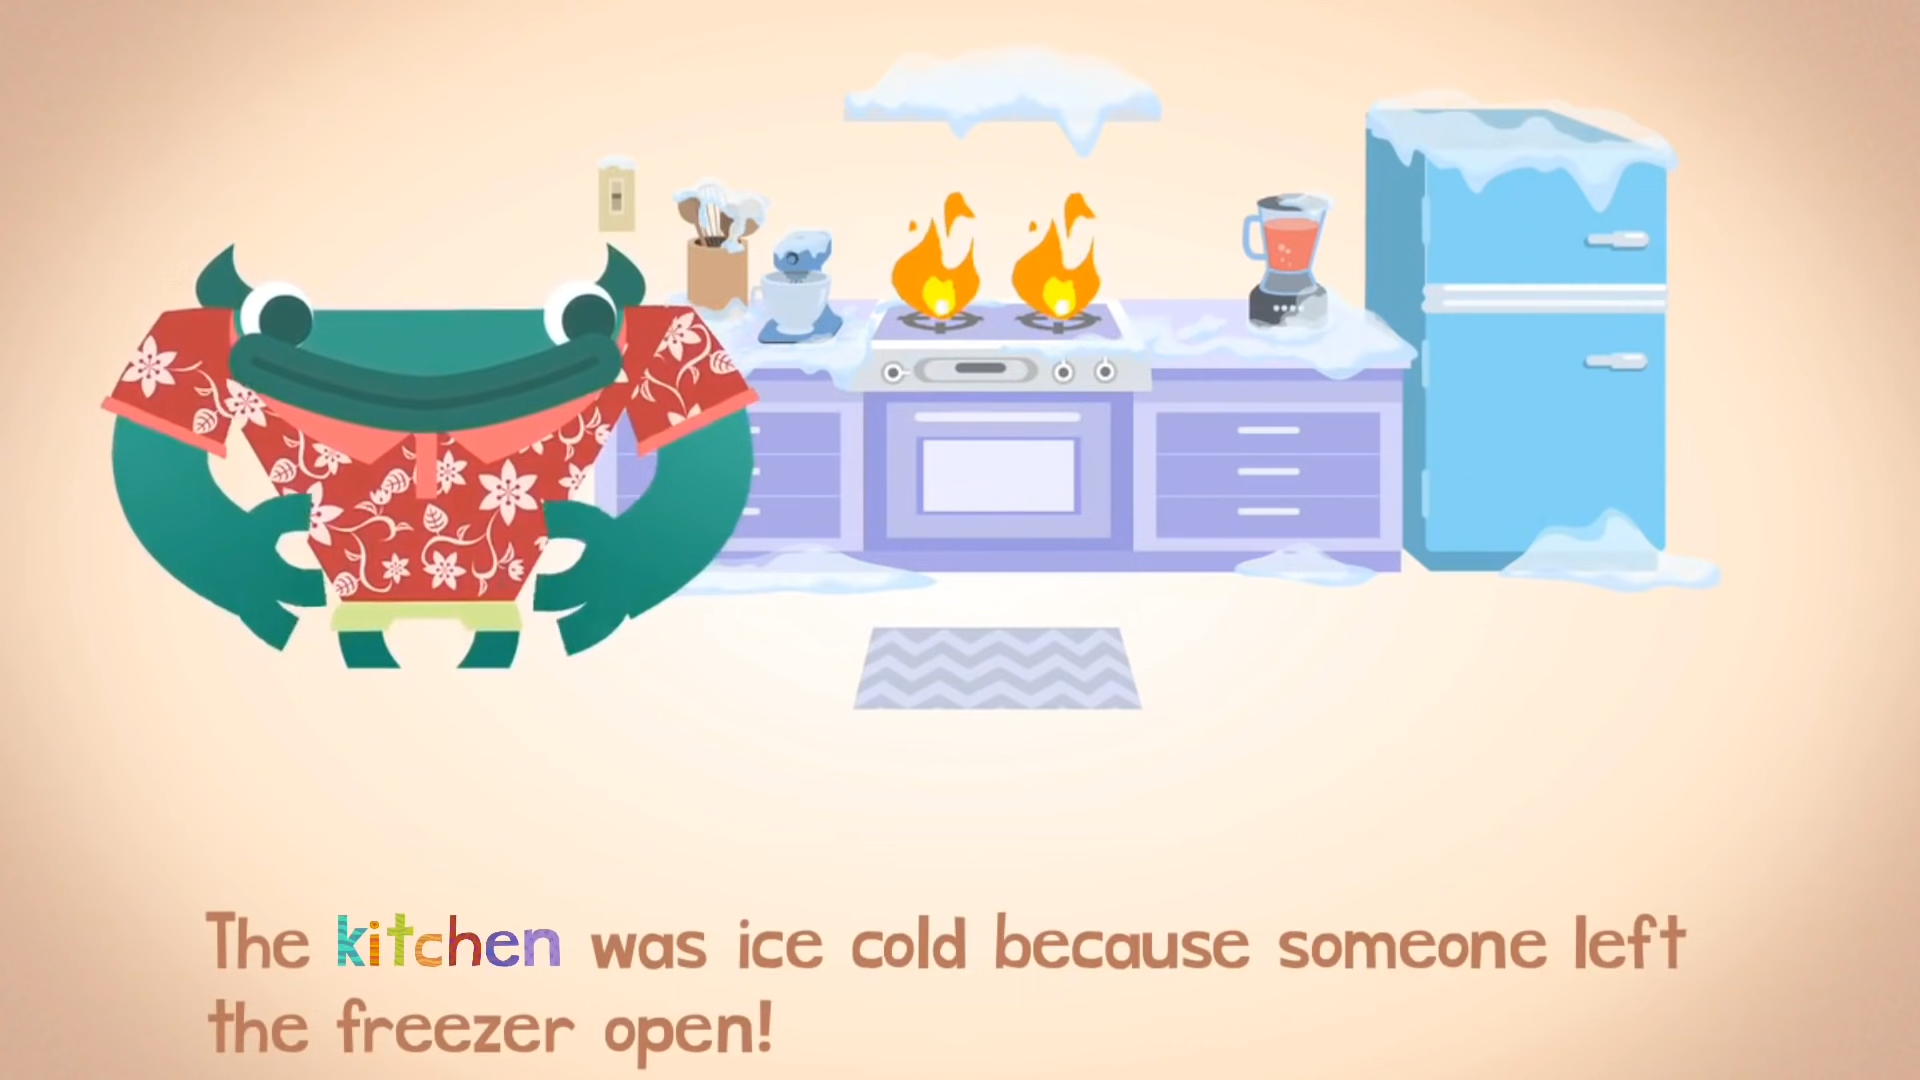 The kitchen was ice cold because someone left
the freezer open!